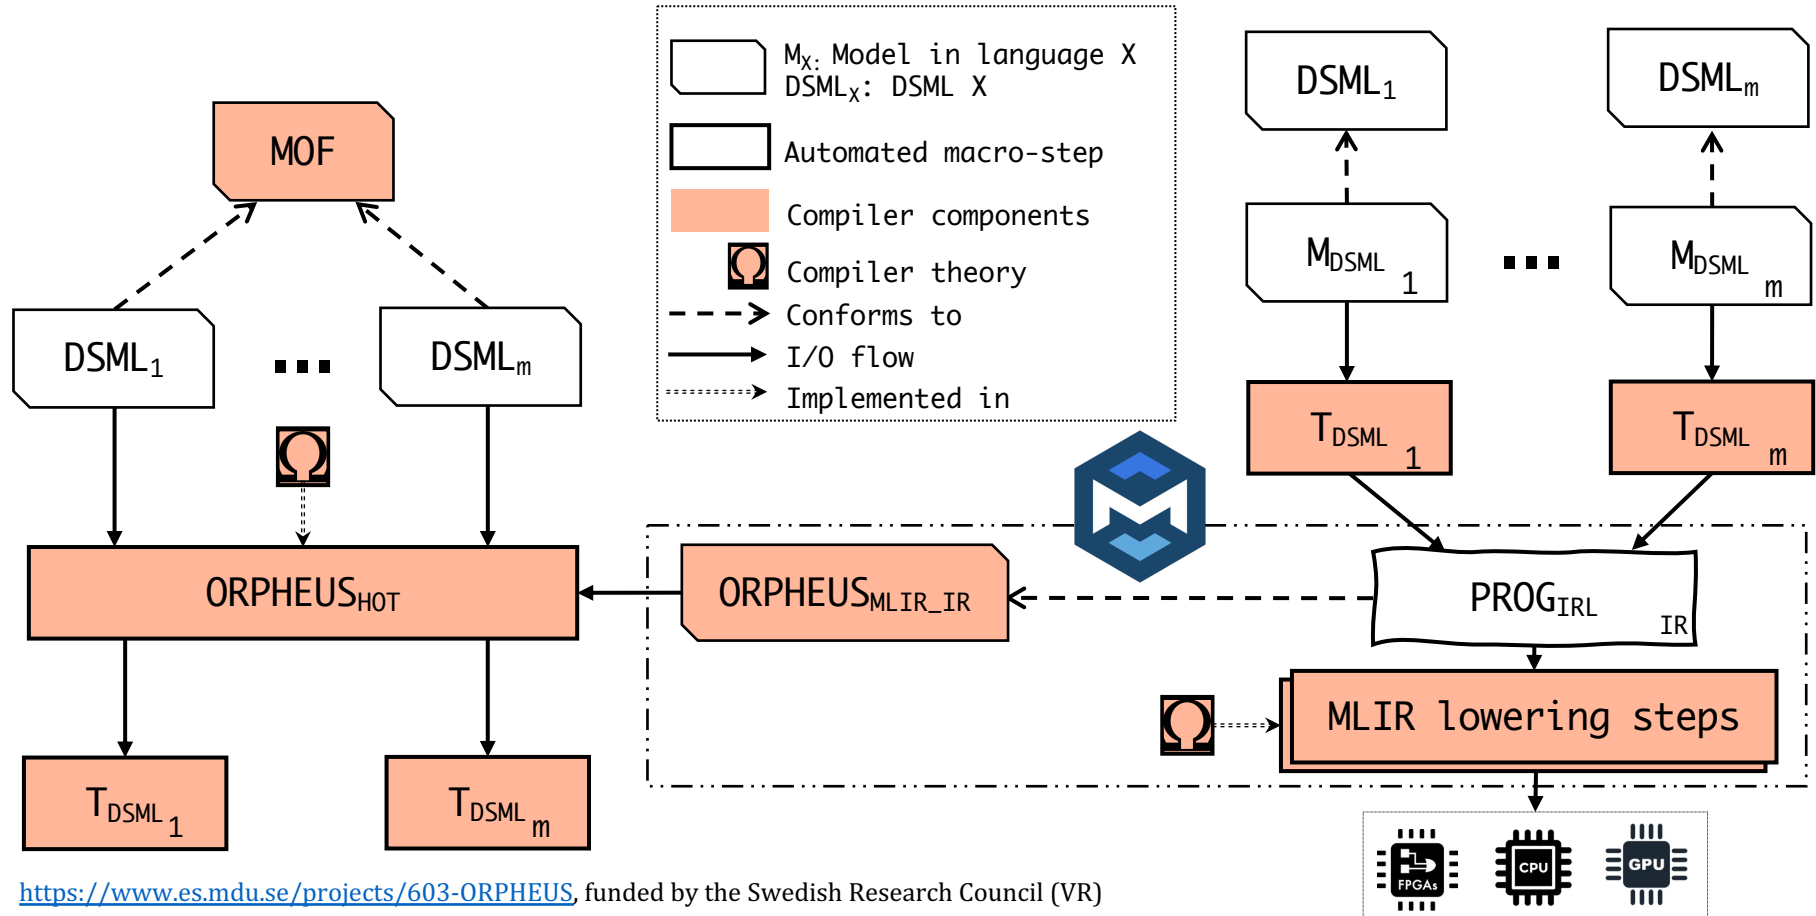 MOF
DSML1
DSMLm
ORPHEUSHOT
TDSML 1
TDSML m
MX: Model in language X
DSMLX: DSML X
Automated macro-step
Compiler components
Ω Compiler theory
Conforms to
I/O flow
Implemented in
Ω
ORPHEUSMLIR_IR
DSML1
DSMLm
MDSML 1
MDSML m
TDSML 1
TDSML m
PROGIRL IR
Ω
MLIR lowering steps
FPGAs
CPU
GPU
https://www.es.mdu.se/projects/603-ORPHEUS, funded by the Swedish Research Council (VR)